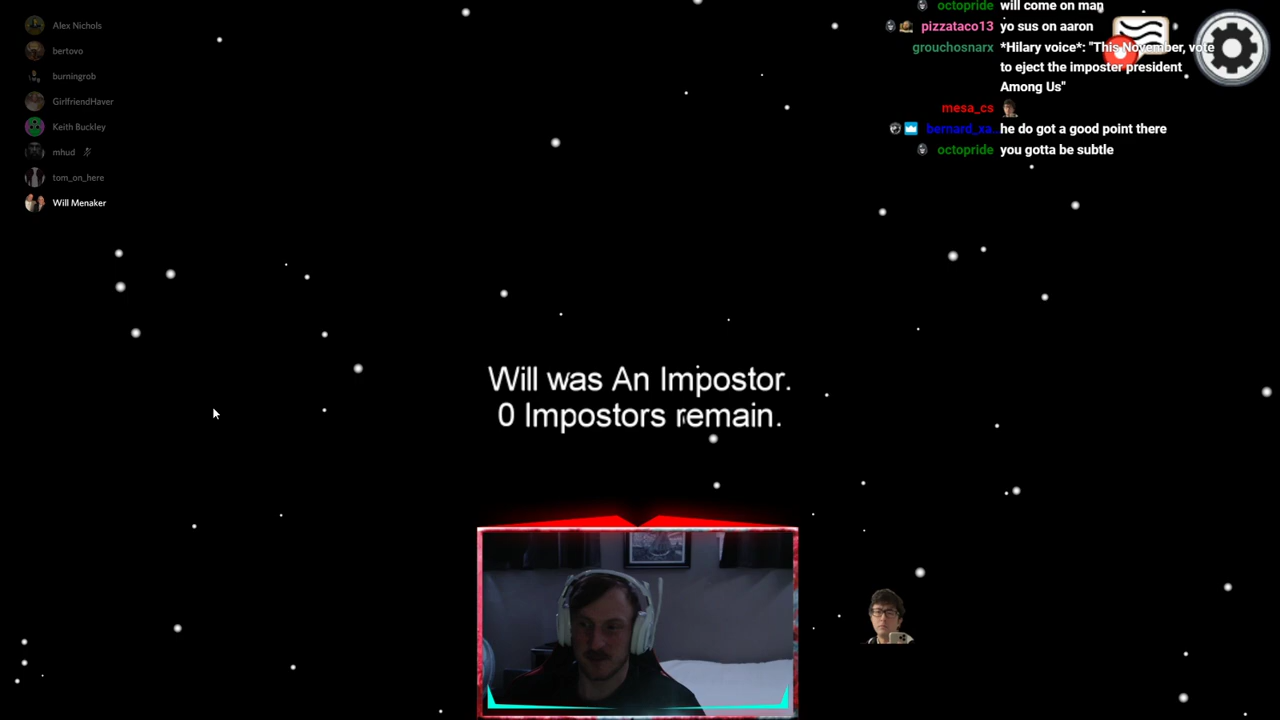 Alex Nichols
bertovo
burningrob
GirlfriendHaver
Keith Buckley
mhud
tom_on_here
Will Menaker
octopride will come on man
pizzataco13 yo sus on aaron
grouchosnarx *Hilary voice*: "This November, vote
to eject the imposter president
Among Us"
mesa_cs
bernard_xa... he do got a good point there
octopride you gotta be subtle
Will was An Impostor.
0 Impostors remain.